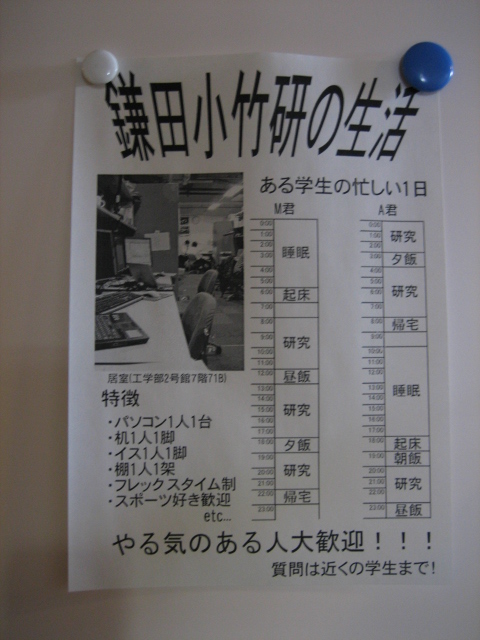 鎌田小竹研の生活
ある学生の忙しい1日
M君
睡眠
起床
研究
昼飯
研究
夕飯
研究
帰宅
A君
研究
夕飯
研究
帰宅
睡眠
起床
朝飯
研究
昼飯
居室(工学部2号館7階71B)
特徴
・パソコン1人1台
・机1人1脚
・イス1人1脚
・棚1人1架
・フレックスタイム制
・スポーツ好き歓迎
etc...
やる気のある人大歓迎！！！
質問は近くの学生まで!